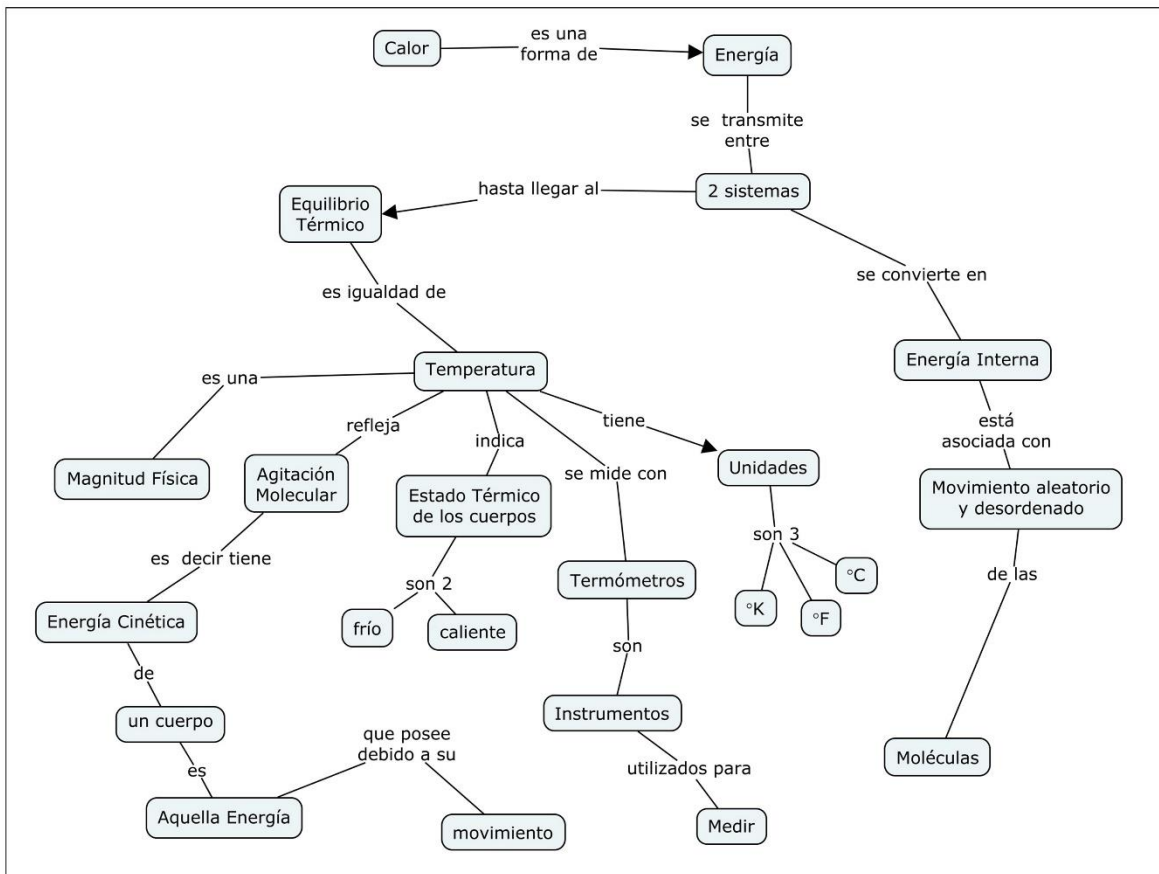 Calor
es una
forma de
Energía
se transmite
entre
2 sistemas
hasta llegar al
Equilibrio
Térmico
es igualdad de
Temperatura
es una
Magnitud Física
refleja
Agitación
Molecular
es decir tiene
Energía Cinética
de
un cuerpo
es
Aquella Energía
que posee
debido a su
movimiento
indica
Estado Térmico
de los cuerpos
son 2
frío
caliente
se mide con
Termómetros
son
Instrumentos
utilizados para
Medir
tiene
Unidades
son 3
°K
°F
°C
se convierte en
Energía Interna
está
asociada con
Movimiento aleatorio
y desordenado
de las
Moléculas